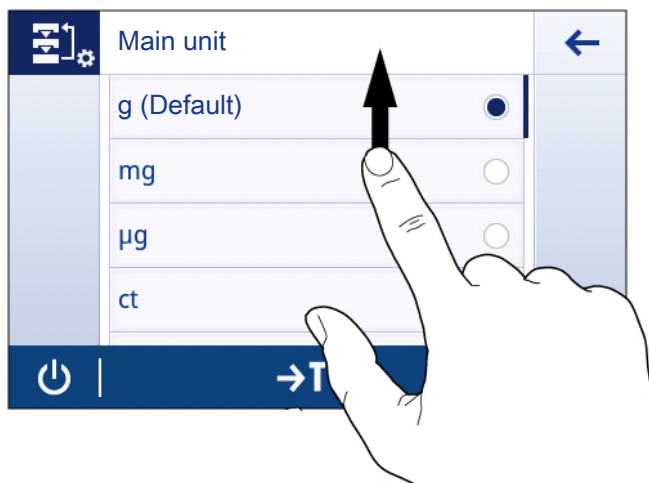 Main unit
g (Default)
mg
µg
ct
→T